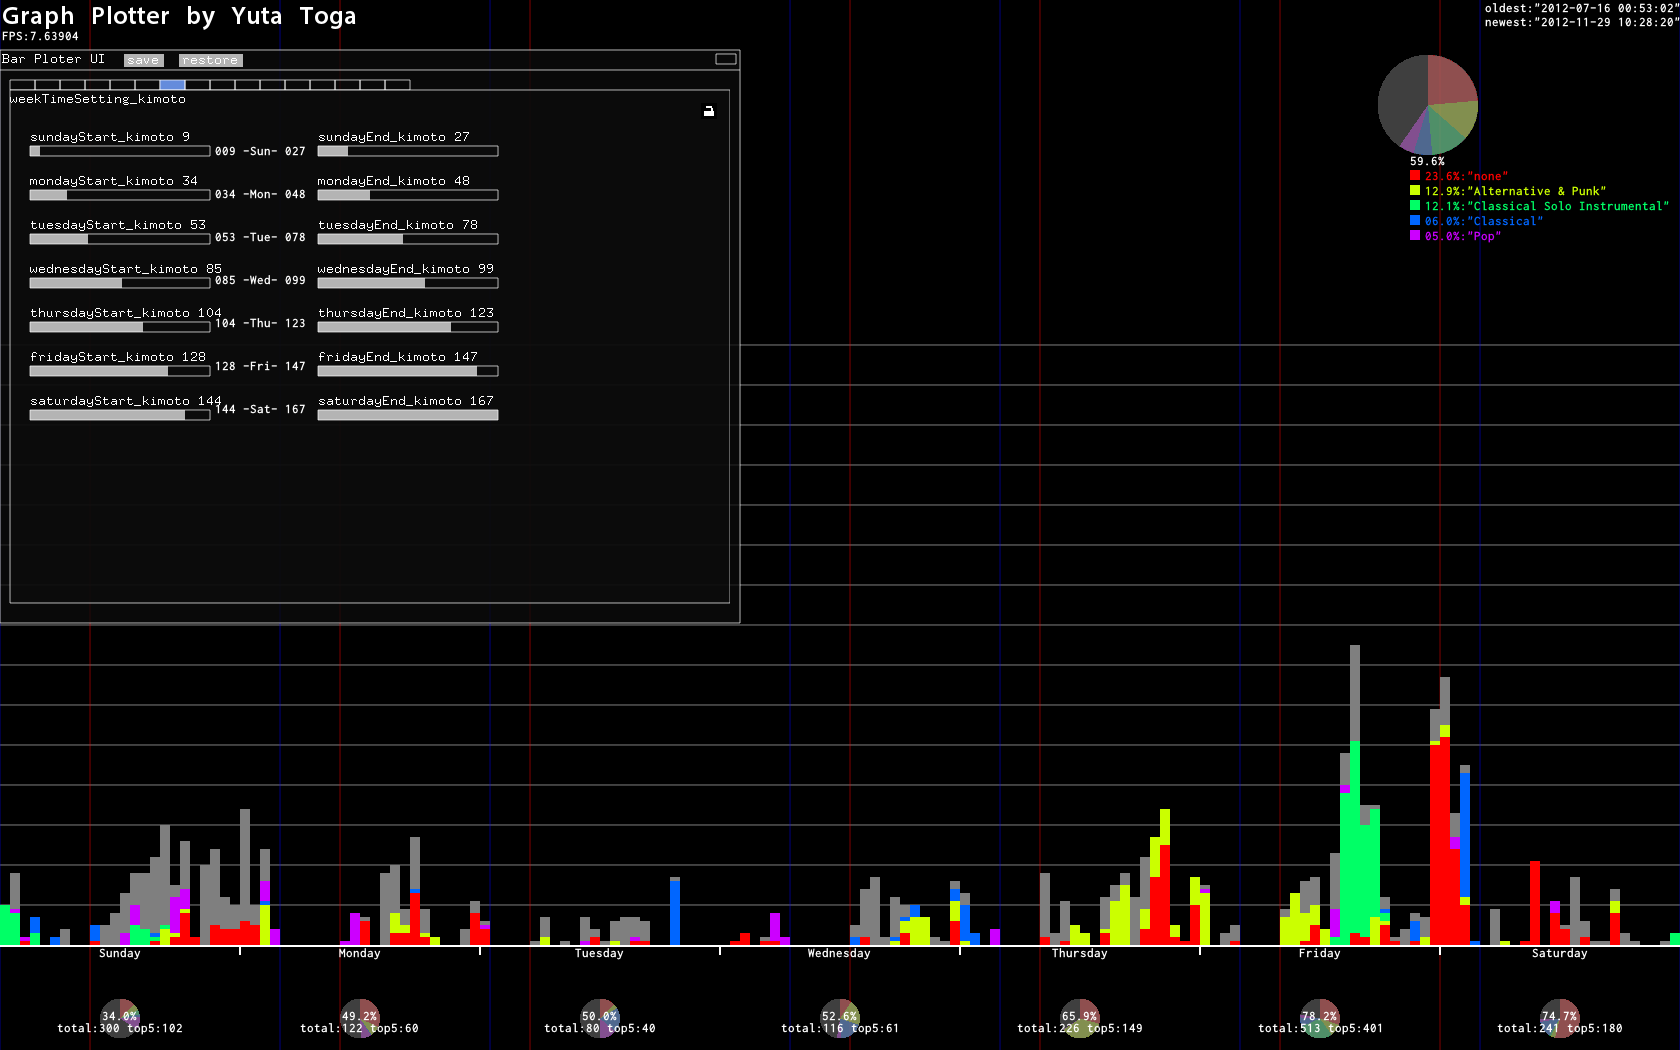 Graph Plotter by Yuta Toga
FPS:7.63904
oldest:"2012-07-16 00:53:02"
newest:"2012-11-29 10:28:20"
Bar Ploter UI save restore
weekTimeSetting_kimoto
sundayStart_kimoto 9 sundayEnd_kimoto 27
009 -Sun- 027
mondayStart_kimoto 34 mondayEnd_kimoto 48
034 -Mon- 048
tuesdayStart_kimoto 53 tuesdayEnd_kimoto 78
053 -Tue- 078
wednesdayStart_kimoto 85 wednesdayEnd_kimoto 99
085 -Wed- 099
thursdayStart_kimoto 104 thursdayEnd_kimoto 123
104 -Thu- 123
fridayStart_kimoto 128 fridayEnd_kimoto 147
128 -Fri- 147
saturdayStart_kimoto 144 saturdayEnd_kimoto 167
144 -Sat- 167
59.6%
23.6%:"none"
12.9%:"Alternative & Punk"
12.1%:"Classical Solo Instrumental"
06.0%:"Classical"
05.0%:"Pop"
Sunday Monday Tuesday Wednesday Thursday Friday Saturday
34.0% 49.2% 50.0% 52.6% 65.9% 78.2% 74.7%
total:300 top5:102 total:122 top5:60 total:80 top5:40 total:116 top5:61 total:226 top5:149 total:513 top5:401 total:241 top5:180